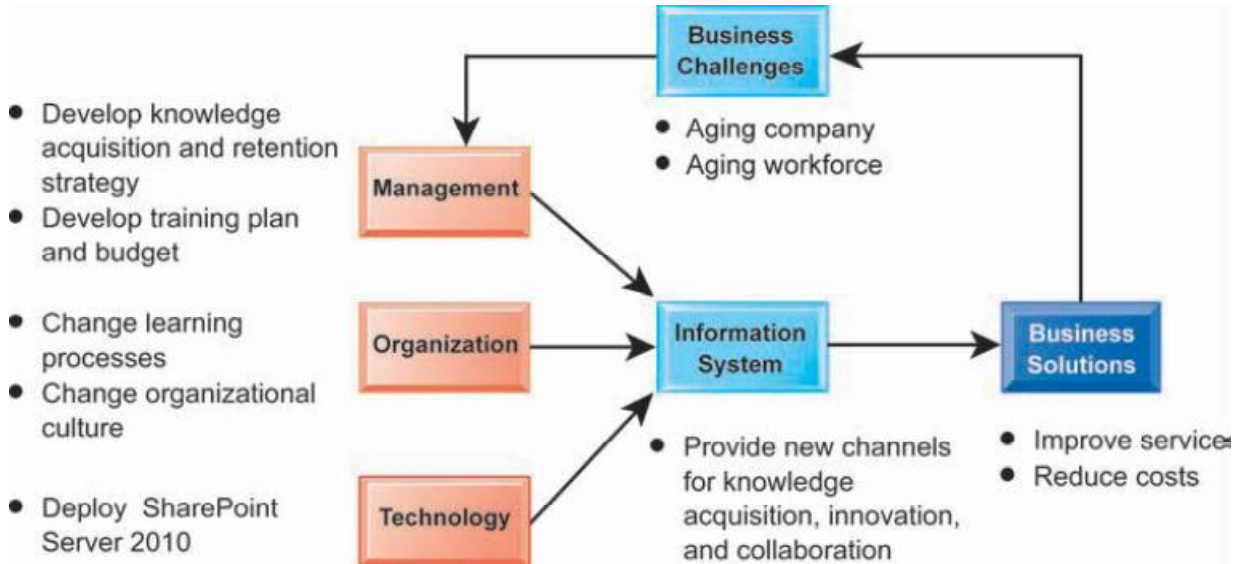 Business
Challenges
• Aging company
• Aging workforce
• Develop knowledge
acquisition and retention
strategy
• Develop training plan
and budget
Management
• Change learning
processes
• Change organizational
culture
Organization
Information
System
Business
Solutions
• Deploy SharePoint
Server 2010
Technology
• Provide new channels
for knowledge
acquisition, innovation,
and collaboration
• Improve service
• Reduce costs